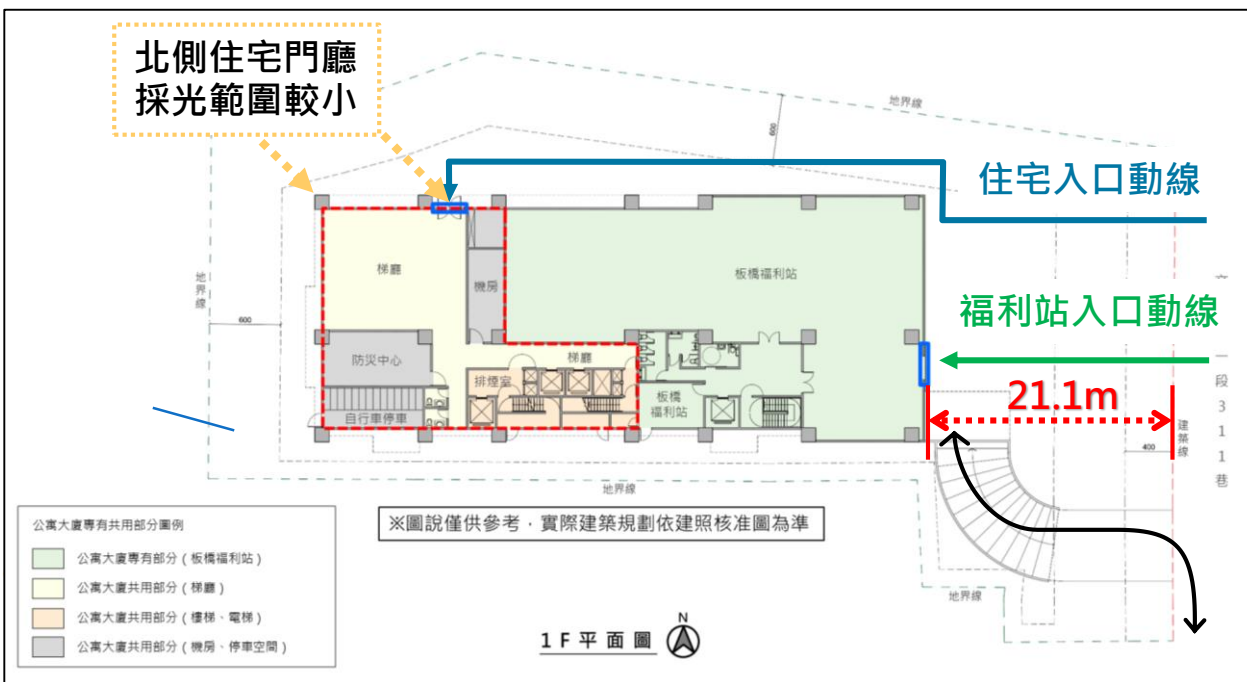 北側住宅門廳
採光範圍較小
地界線
600
住宅入口動線
梯廳
機房
板橋福利站
地界線
600
福利站入口動線
防災中心
梯廳
排煙室
板橋
福利站
自行車停車
21.1m
建築線
400
一段311巷
地界線
※圖說僅供參考，實際建築規劃依建照核准圖為準
公寓大廈專有共用部分圖例
公寓大廈專有部分（板橋福利站）
公寓大廈共用部分（梯廳）
公寓大廈共用部分（樓梯、電梯）
公寓大廈共用部分（機房、停車空間）
地界線
1F平面圖
N